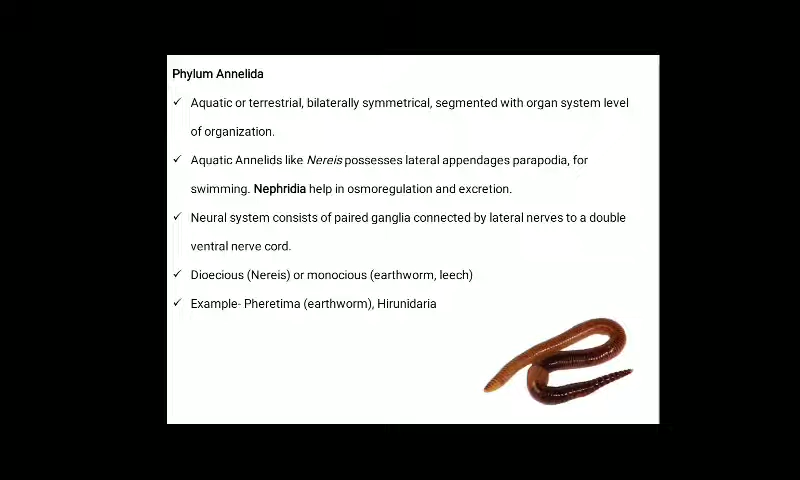 Phylum Annelida
✓ Aquatic or terrestrial, bilaterally symmetrical, segmented with organ system level
of organization.
✓ Aquatic Annelids like Nereis possesses lateral appendages parapodia, for
swimming. Nephridia help in osmoregulation and excretion.
✓ Neural system consists of paired ganglia connected by lateral nerves to a double
ventral nerve cord.
✓ Dioecious (Nereis) or monocious (earthworm, leech)
✓ Example- Pheretima (earthworm), Hirunidaria